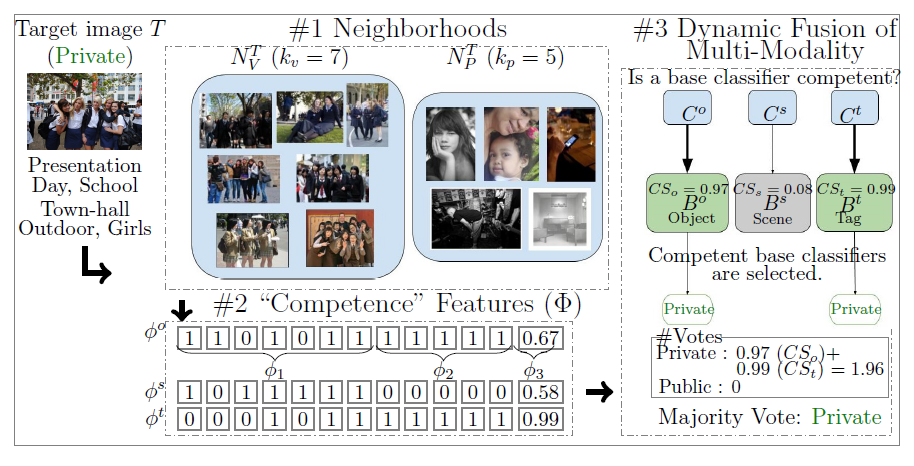 Target image T
(Private)
Presentation
Day, School
Town-hall
Outdoor, Girls
#1 Neighborhoods
N_V^T (k_v = 7)
N_P^T (k_p = 5)
#2 “Competence” Features (Φ)
ϕ^o 1 1 0 1 0 1 1 1 1 1 1 1 0.67
ϕ_1 ϕ_2 ϕ_3
ϕ^s 1 0 1 1 1 1 1 0 0 0 0 0 0.58
ϕ^t 0 0 0 1 1 1 1 1 1 1 1 1 0.99
#3 Dynamic Fusion of
Multi-Modality
Is a base classifier competent?
C^o C^s C^t
CS_o = 0.97 CS_s = 0.08 CS_t = 0.99
B^o B^s B^t
Object Scene Tag
Competent base classifiers
are selected.
Private Private
#Votes
Private : 0.97 (CS_o)+
0.99 (CS_t) = 1.96
Public : 0
Majority Vote: Private